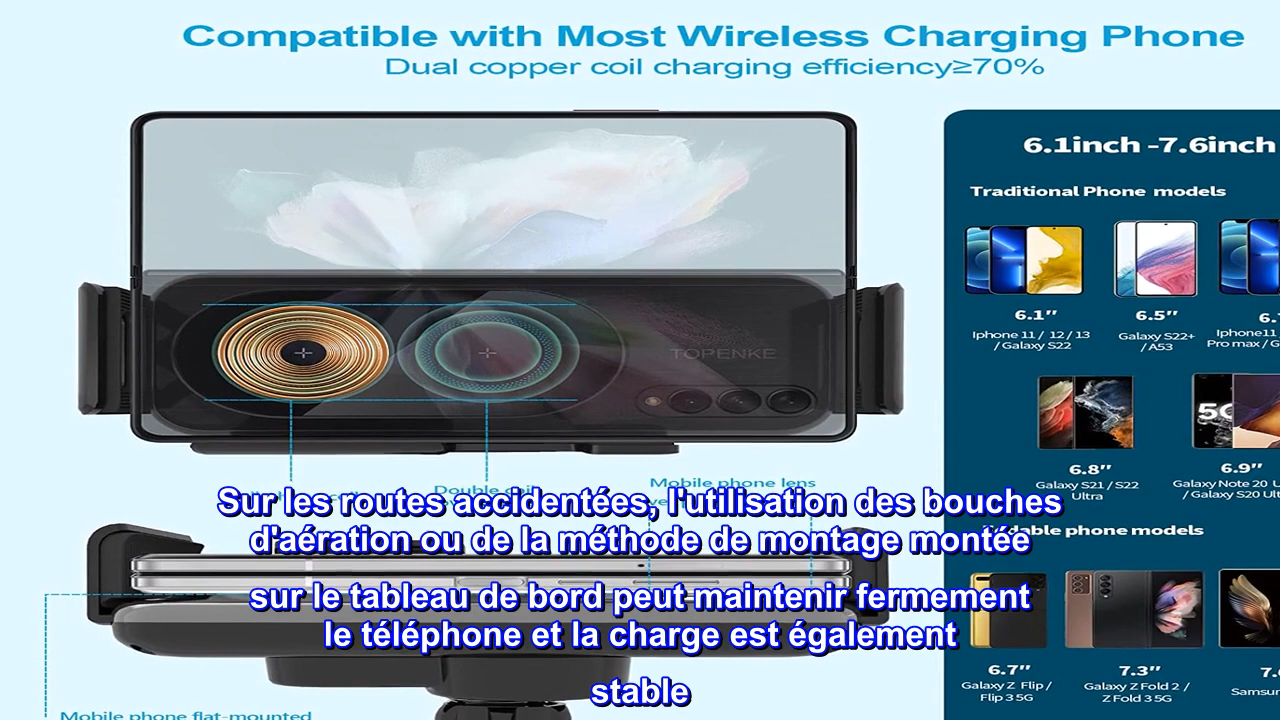 Compatible with Most Wireless Charging Phone
Dual copper coil charging efficiency≥70%
6.1inch -7.6inch
Traditional Phone models
6.1″
Iphone 11 / 12 / 13
/ Galaxy S22
6.5″
Galaxy S22+
/ A53
Iphone11
Pro max /
TOPENKE
6.8″
Galaxy S21 / S22
Ultra
6.9″
Galaxy Note 20
/ Galaxy S20
Double
Mobile phone lens
Sur les routes accidentées, l'utilisation des bouches
d'aération ou de la méthode de montage montée
sur le tableau de bord peut maintenir fermement
le téléphone et la charge est également
stable
phone models
6.7″
Galaxy Z Flip /
Flip 3 5G
7.3″
Galaxy Z Fold 2 /
Z Fold 3 5G
Mobile phone flat-mounted